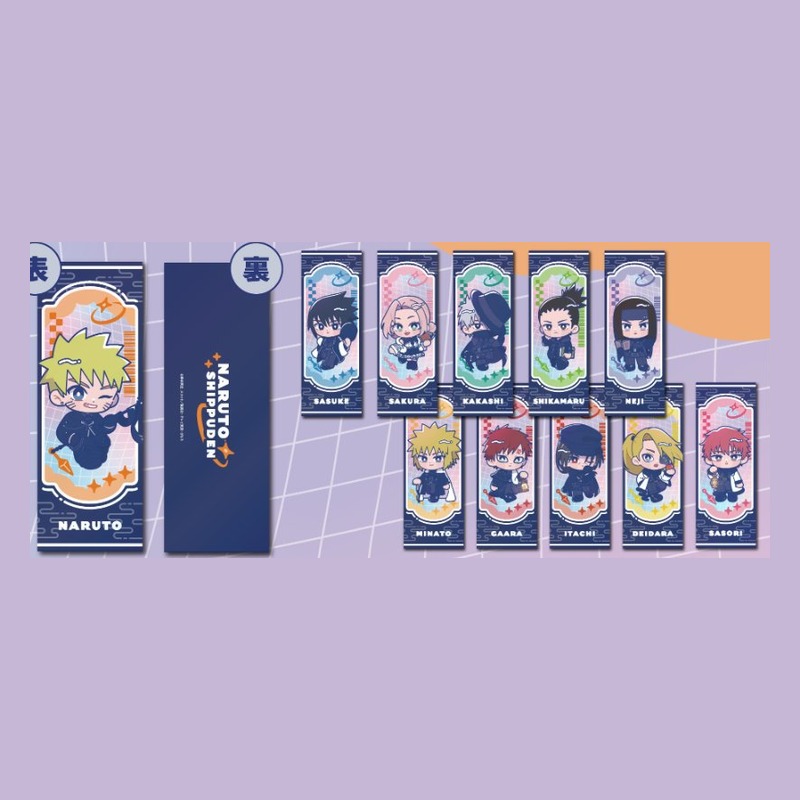 表
裏
NARUTO
NARUTO
SHIPPUDEN
SASUKE
SAKURA
KAKASHI
SHIKAMARU
NEJI
MINATO
GAARA
ITACHI
DEIDARA
SASORI